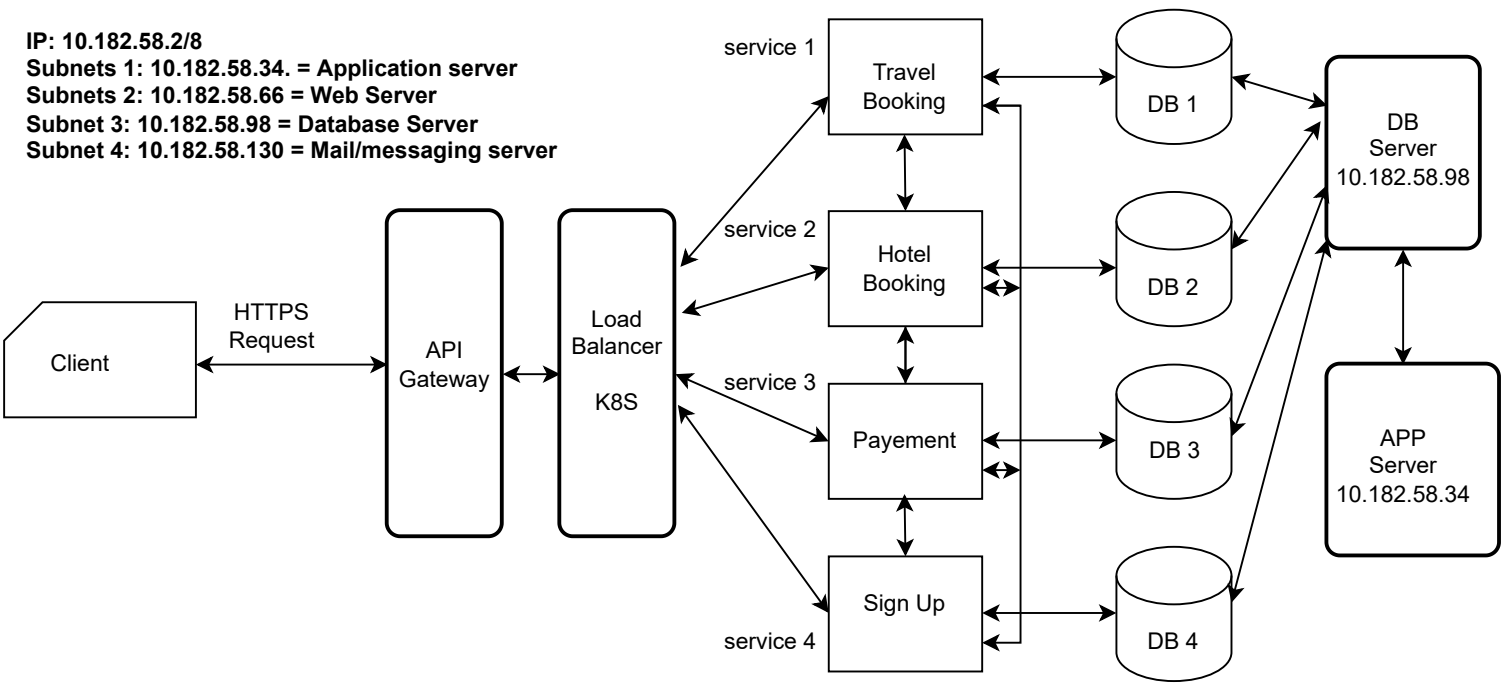 IP: 10.182.58.2/8
Subnets 1: 10.182.58.34. = Application server
Subnets 2: 10.182.58.66 = Web Server
Subnet 3: 10.182.58.98 = Database Server
Subnet 4: 10.182.58.130 = Mail/messaging server
Client
HTTPS
Request
API
Gateway
Load
Balancer
K8S
service 1
Travel
Booking
service 2
Hotel
Booking
service 3
Payement
Sign Up
service 4
DB 1
DB 2
DB 3
DB 4
DB
Server
10.182.58.98
APP
Server
10.182.58.34